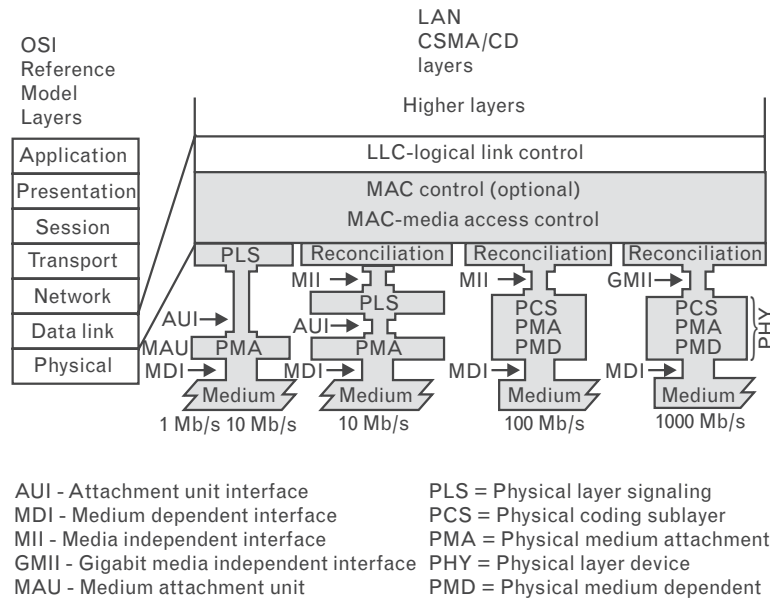 OSI
Reference
Model
Layers
LAN
CSMA/CD
layers
Higher layers
Application
Presentation
Session
Transport
Network
Data link
Physical
LLC-logical link control
MAC control (optional)
MAC-media access control
PLS
Reconciliation
Reconciliation
Reconciliation
MII
MII
GMII
PLS
PCS
PMA
PMD
PCS
PMA
PMD
PHY
AUI
AUI
MAU
PMA
PMA
MDI
MDI
MDI
MDI
Medium
Medium
Medium
Medium
1 Mb/s 10 Mb/s
10 Mb/s
100 Mb/s
1000 Mb/s
AUI - Attachment unit interface
MDI - Medium dependent interface
MII - Media independent interface
GMII - Gigabit media independent interface
MAU - Medium attachment unit
PLS = Physical layer signaling
PCS = Physical coding sublayer
PMA = Physical medium attachment
PHY = Physical layer device
PMD = Physical medium dependent